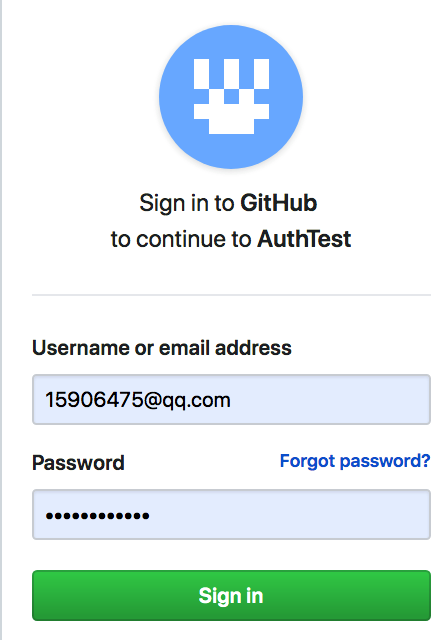 Sign in to GitHub
to continue to AuthTest
Username or email address
15906475@qq.com
Password Forgot password?
••••••••••••
Sign in